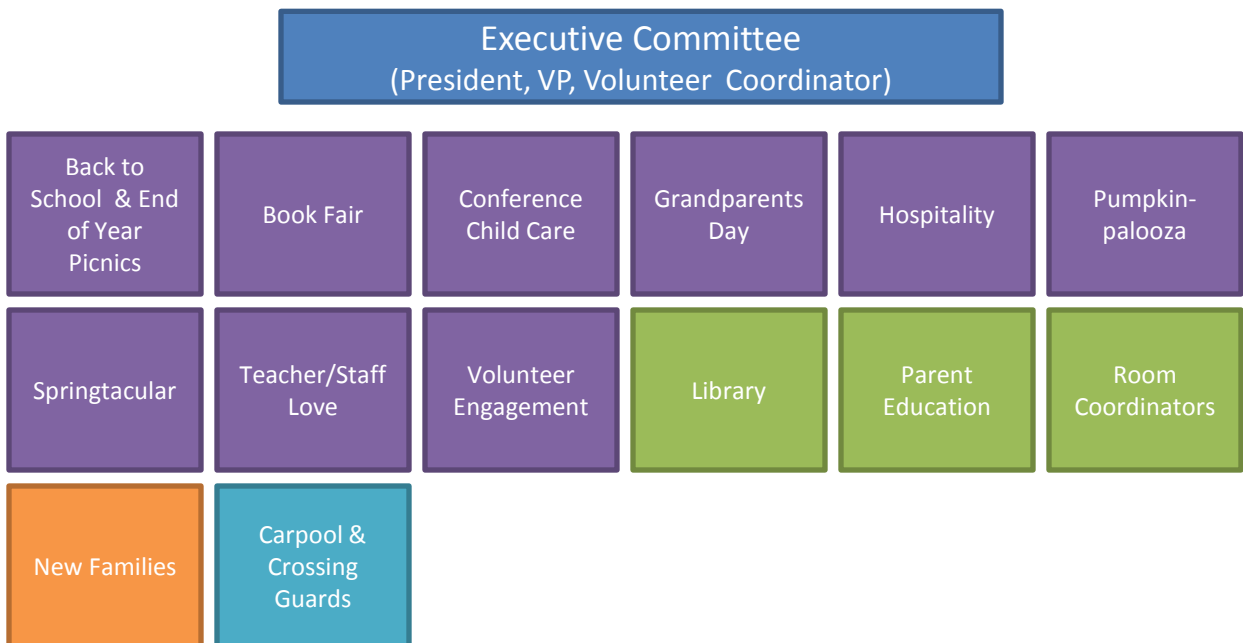 Executive Committee
(President, VP, Volunteer Coordinator)
Back to
School & End
of Year
Picnics
Book Fair
Conference
Child Care
Grandparents
Day
Hospitality
Pumpkin-
palooza
Springtacular
Teacher/Staff
Love
Volunteer
Engagement
Library
Parent
Education
Room
Coordinators
New Families
Carpool &
Crossing
Guards